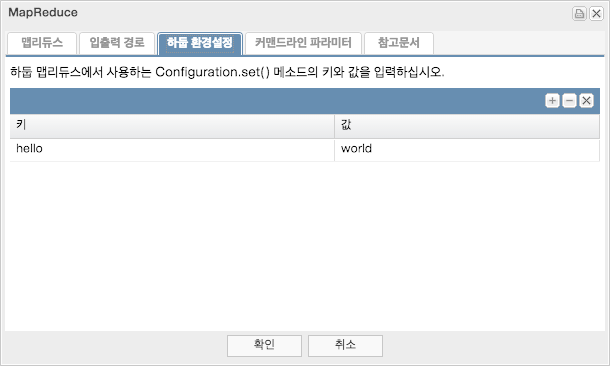 MapReduce
맵리듀스 입출력 경로 하둡 환경설정 커맨드라인 파라미터 참고문서
하둡 맵리듀스에서 사용하는 Configuration.set() 메소드의 키와 값을 입력하십시오.
키 값
hello world
확인 취소